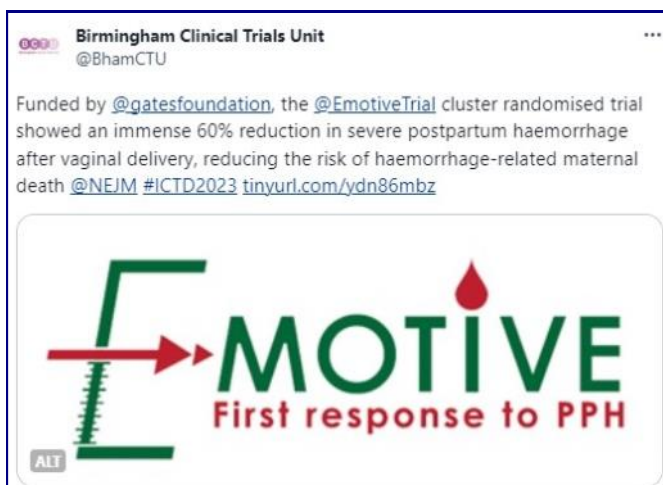 Birmingham Clinical Trials Unit
@BhamCTU
Funded by @gatesfoundation, the @EmotiveTrial cluster randomised trial
showed an immense 60% reduction in severe postpartum haemorrhage
after vaginal delivery, reducing the risk of haemorrhage-related maternal
death @NEJM #ICTD2023 tinyurl.com/ydn86mbz
E MOTIVE
First response to PPH
ALT